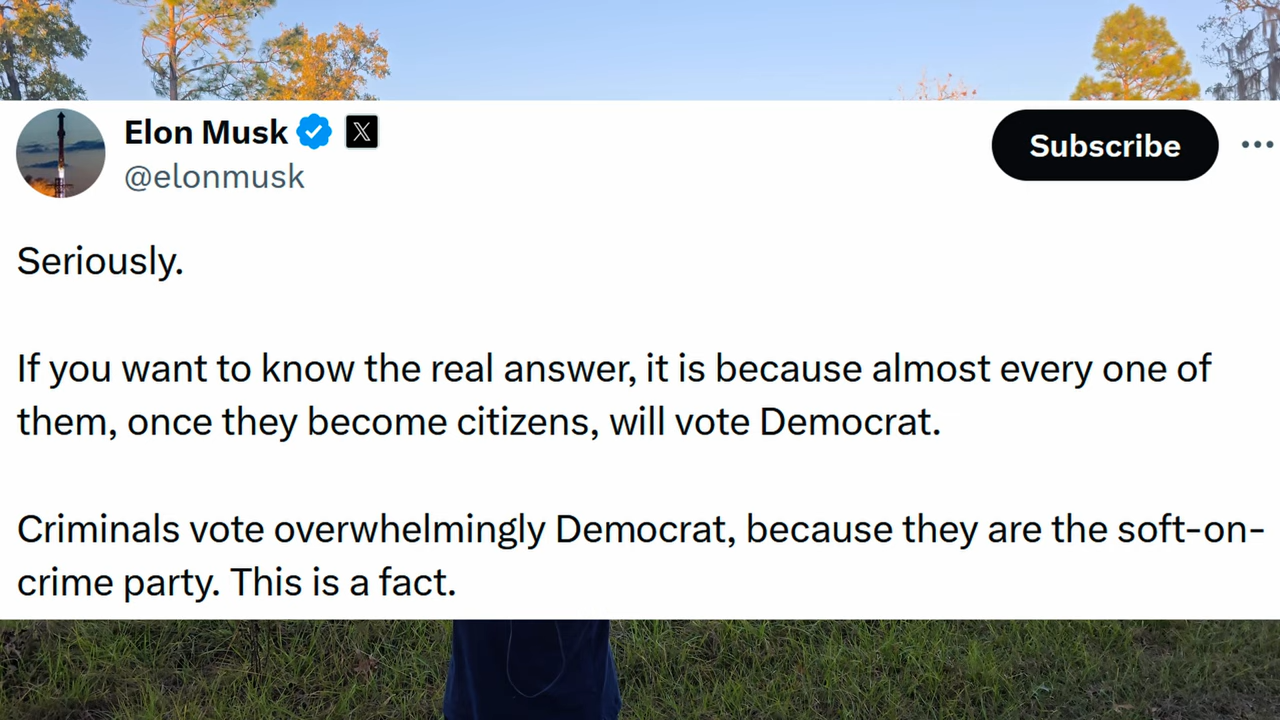 Elon Musk
@elonmusk
Subscribe
Seriously.
If you want to know the real answer, it is because almost every one of
them, once they become citizens, will vote Democrat.
Criminals vote overwhelmingly Democrat, because they are the soft-on-
crime party. This is a fact.